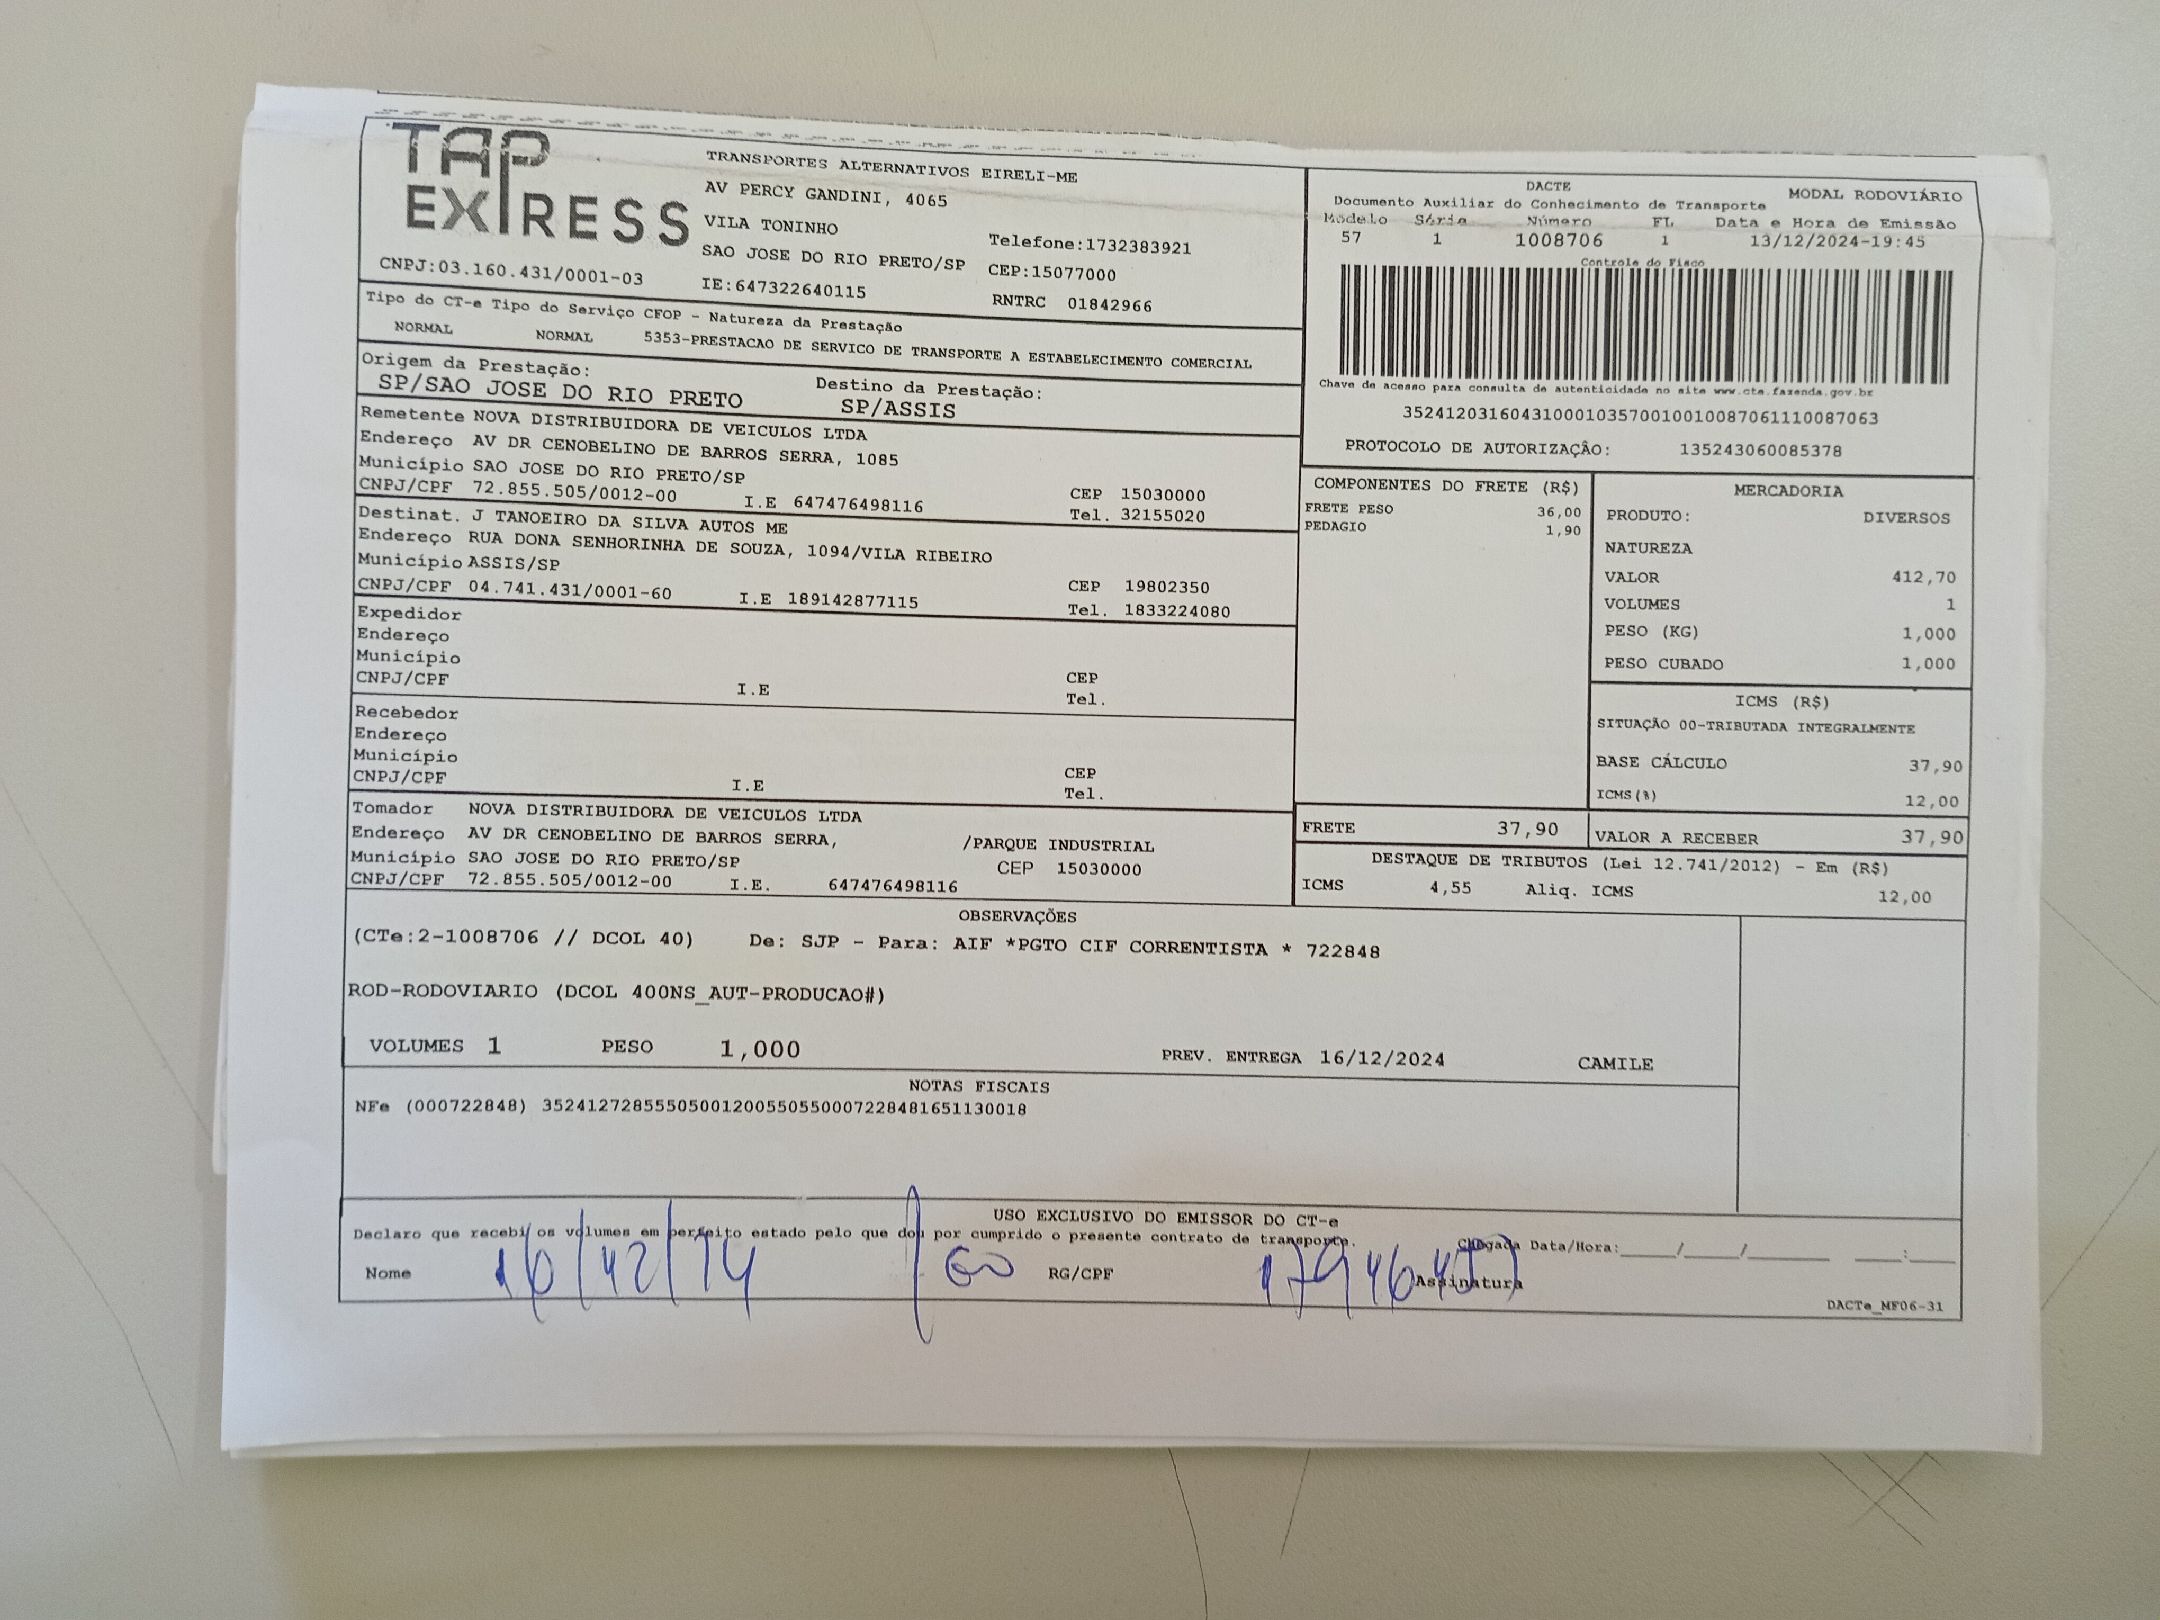 TAP
EXPRESS
CNPJ:03.160.431/0001-03
TRANSPORTES ALTERNATIVOS EIRELI-ME
AV PERCY GANDINI, 4065
VILA TONINHO
Telefone:1732383921
SAO JOSE DO RIO PRETO/SP CEP:15077000
IE:647322640115 RNTRC 01842966
DACTE MODAL RODOVIÁRIO
Documento Auxiliar do Conhecimento de Transporte
Modelo Série Número FL Data e Hora de Emissão
57 1 1008706 1 13/12/2024-19:45
Controle do Fisco
Chave de acesso para consulta de autenticidade no site www.cte.fazenda.gov.br
35241203160431000103570010010087061110087063
PROTOCOLO DE AUTORIZAÇÃO: 135243060085378
Tipo do CT-e Tipo do Serviço CFOP - Natureza da Prestação
NORMAL NORMAL 5353-PRESTACAO DE SERVICO DE TRANSPORTE A ESTABELECIMENTO COMERCIAL
Origem da Prestação: Destino da Prestação:
SP/SAO JOSE DO RIO PRETO SP/ASSIS
Remetente NOVA DISTRIBUIDORA DE VEICULOS LTDA
Endereço AV DR CENOBELINO DE BARROS SERRA, 1085
Município SAO JOSE DO RIO PRETO/SP CEP 15030000
CNPJ/CPF 72.855.505/0012-00 I.E 647476498116 Tel. 32155020
Destinat. J TANOEIRO DA SILVA AUTOS ME
Endereço RUA DONA SENHORINHA DE SOUZA, 1094/VILA RIBEIRO
Município ASSIS/SP CEP 19802350
CNPJ/CPF 04.741.431/0001-60 I.E 189142877115 Tel. 1833224080
Expedidor
Endereço
Município CEP
CNPJ/CPF I.E Tel.
Recebedor
Endereço
Município CEP
CNPJ/CPF I.E Tel.
Tomador NOVA DISTRIBUIDORA DE VEICULOS LTDA
Endereço AV DR CENOBELINO DE BARROS SERRA, /PARQUE INDUSTRIAL
Município SAO JOSE DO RIO PRETO/SP CEP 15030000
CNPJ/CPF 72.855.505/0012-00 I.E. 647476498116
COMPONENTES DO FRETE (R$)
FRETE PESO 36,00
PEDAGIO 1,90
MERCADORIA
PRODUTO: DIVERSOS
NATUREZA
VALOR 412,70
VOLUMES 1
PESO (KG) 1,000
PESO CUBADO 1,000
ICMS (R$)
SITUAÇÃO 00-TRIBUTADA INTEGRALMENTE
BASE CÁLCULO 37,90
ICMS(%) 12,00
FRETE 37,90 VALOR A RECEBER 37,90
DESTAQUE DE TRIBUTOS (Lei 12.741/2012) - Em (R$)
ICMS 4,55 Aliq. ICMS 12,00
OBSERVAÇÕES
(CTe:2-1008706 // DCOL 40) De: SJP - Para: AIF *PGTO CIF CORRENTISTA * 722848
ROD-RODOVIARIO (DCOL 400NS_AUT-PRODUCAO#)
VOLUMES 1 PESO 1,000 PREV. ENTREGA 16/12/2024 CAMILE
NOTAS FISCAIS
NFe (000722848) 35241272855505001200550550007228481651130018
USO EXCLUSIVO DO EMISSOR DO CT-e
Declaro que recebi os volumes em perfeito estado pelo que dou por cumprido o presente contrato de transporte. Chegada Data/Hora:____/____/______ ___:___
Nome RG/CPF Assinatura
DACTe_MF06-31